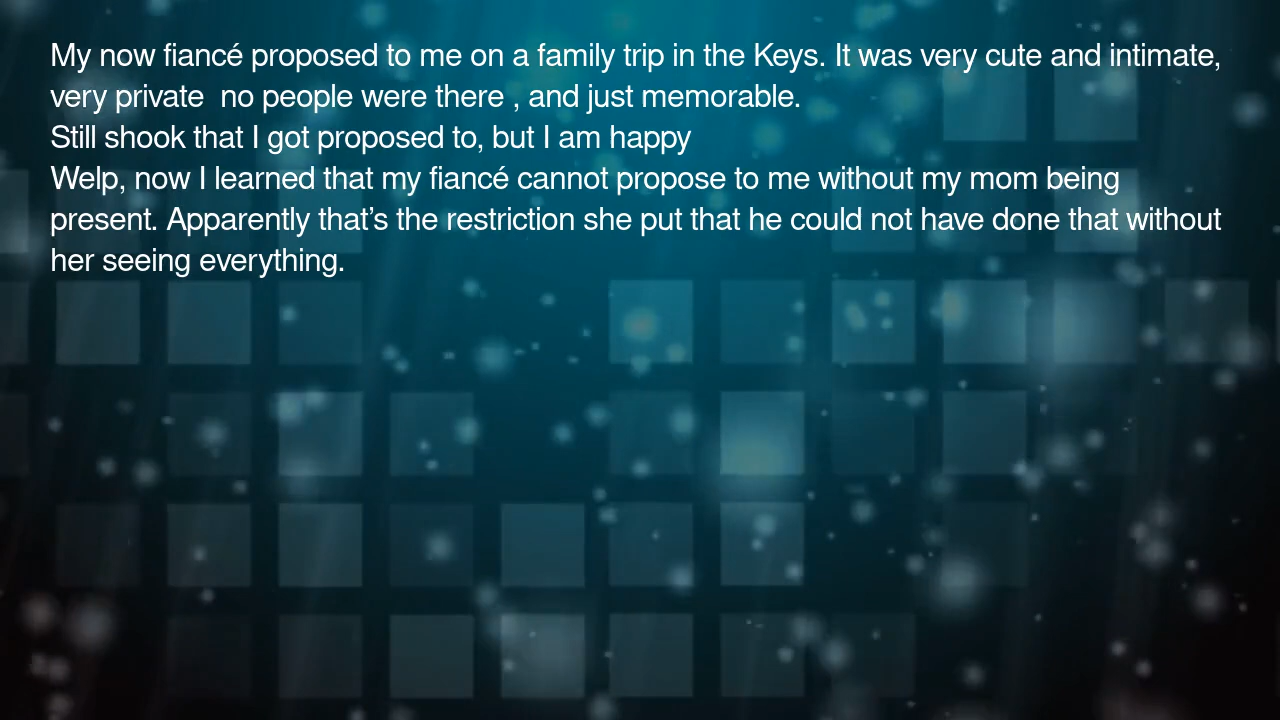 My now fiancé proposed to me on a family trip in the Keys. It was very cute and intimate,
very private  no people were there , and just memorable.
Still shook that I got proposed to, but I am happy
Welp, now I learned that my fiancé cannot propose to me without my mom being
present. Apparently that’s the restriction she put that he could not have done that without
her seeing everything.